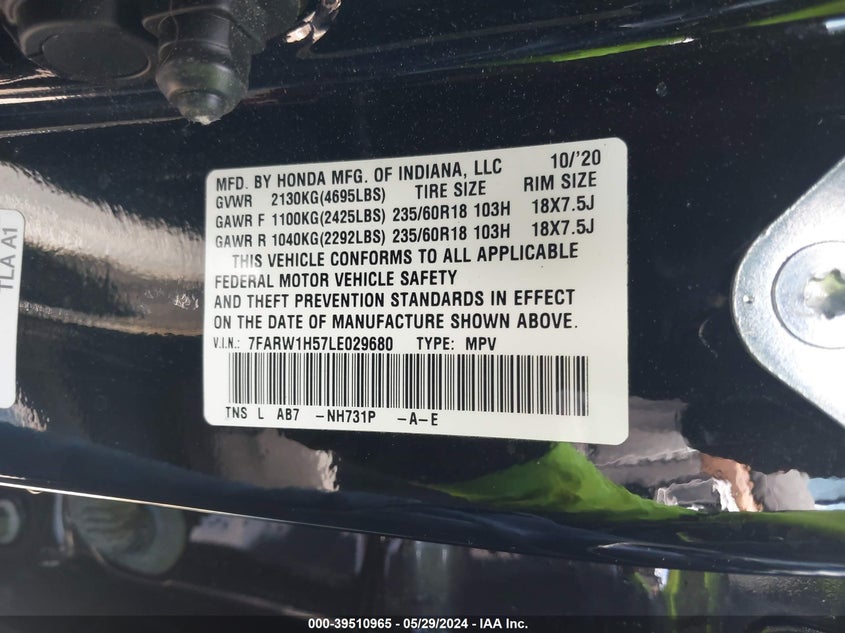 MFD. BY HONDA MFG. OF INDIANA, LLC 10/'20
GVWR 2130KG(4695LBS) TIRE SIZE RIM SIZE
GAWR F 1100KG(2425LBS) 235/60R18 103H 18X7.5J
GAWR R 1040KG(2292LBS) 235/60R18 103H 18X7.5J
THIS VEHICLE CONFORMS TO ALL APPLICABLE
FEDERAL MOTOR VEHICLE SAFETY
AND THEFT PREVENTION STANDARDS IN EFFECT
ON THE DATE OF MANUFACTURE SHOWN ABOVE.
V.I.N.: 7FARW1H57LE029680 TYPE: MPV
TNS L AB7 -NH731P -A-E
TLA A1
000-39510965 - 05/29/2024 - IAA Inc.